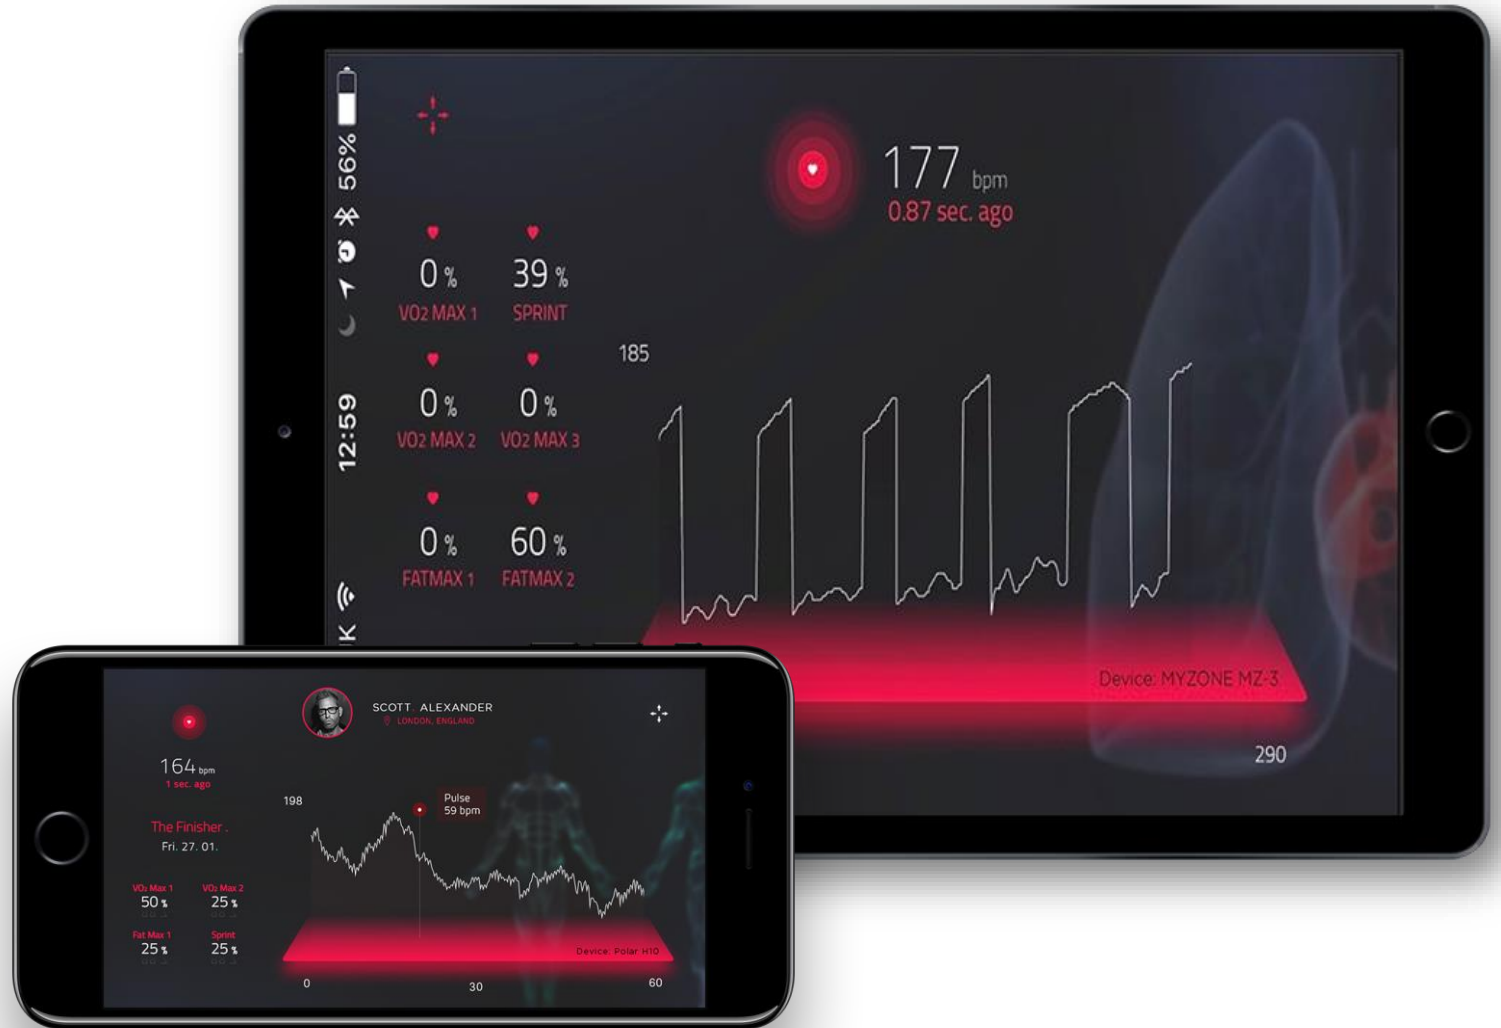 56%
12:59
UK
177 bpm
0.87 sec. ago
0 %
VO2 MAX 1
39 %
SPRINT
0 %
VO2 MAX 2
0 %
VO2 MAX 3
0 %
FATMAX 1
60 %
FATMAX 2
185
Device: MYZONE MZ-3
290
SCOTT. ALEXANDER
LONDON, ENGLAND
164 bpm
1 sec. ago
The Finisher .
Fri. 27. 01.
VO2 Max 1
50 %
VO2 Max 2
25 %
Fat Max 1
25 %
Sprint
25 %
198
Pulse
59 bpm
Device: Polar H10
0
30
60